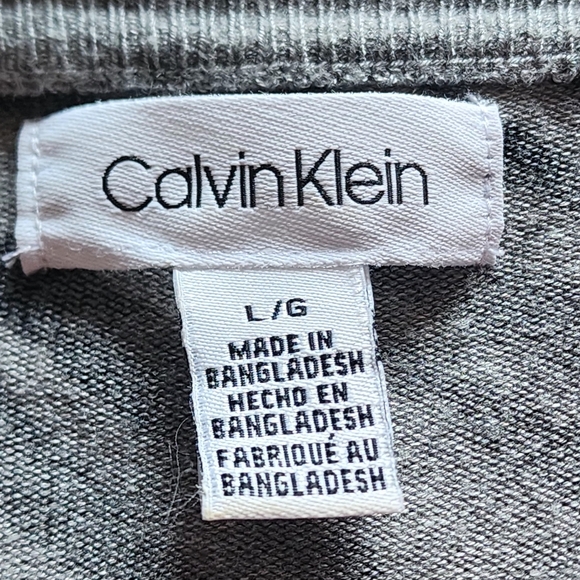 Calvin Klein
L/G
MADE IN
BANGLADESH
HECHO EN
BANGLADESH
FABRIQUÉ AU
BANGLADESH